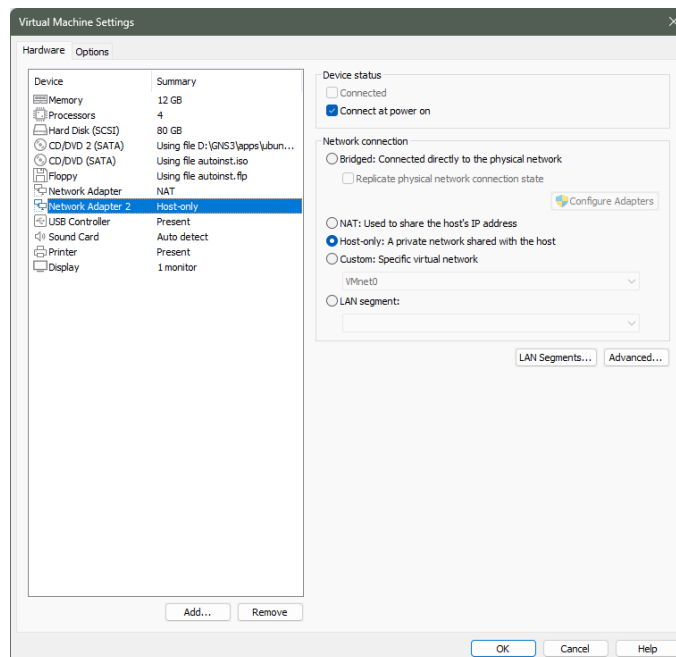 Virtual Machine Settings
Hardware Options
Device Summary
Memory 12 GB
Processors 4
Hard Disk (SCSI) 80 GB
CD/DVD 2 (SATA) Using file D:\GNS3\apps\ubun...
CD/DVD (SATA) Using file autoinst.iso
Floppy Using file autoinst.flp
Network Adapter NAT
Network Adapter 2 Host-only
USB Controller Present
Sound Card Auto detect
Printer Present
Display 1 monitor
Add... Remove
Device status
Connected
Connect at power on
Network connection
Bridged: Connected directly to the physical network
Replicate physical network connection state
Configure Adapters
NAT: Used to share the host's IP address
Host-only: A private network shared with the host
Custom: Specific virtual network
VMnet0
LAN segment:
LAN Segments... Advanced...
OK Cancel Help